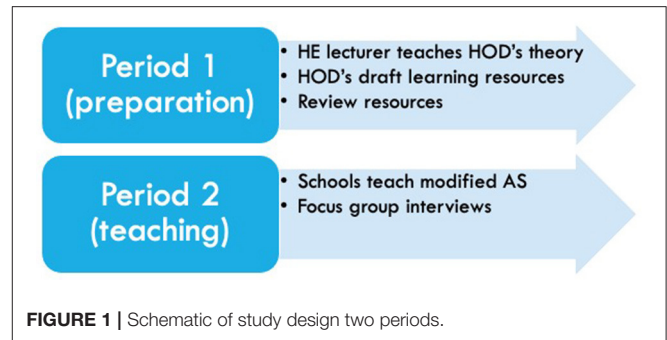 Period 1
(preparation)
• HE lecturer teaches HOD's theory
• HOD's draft learning resources
• Review resources
Period 2
(teaching)
• Schools teach modified AS
• Focus group interviews
FIGURE 1 | Schematic of study design two periods.